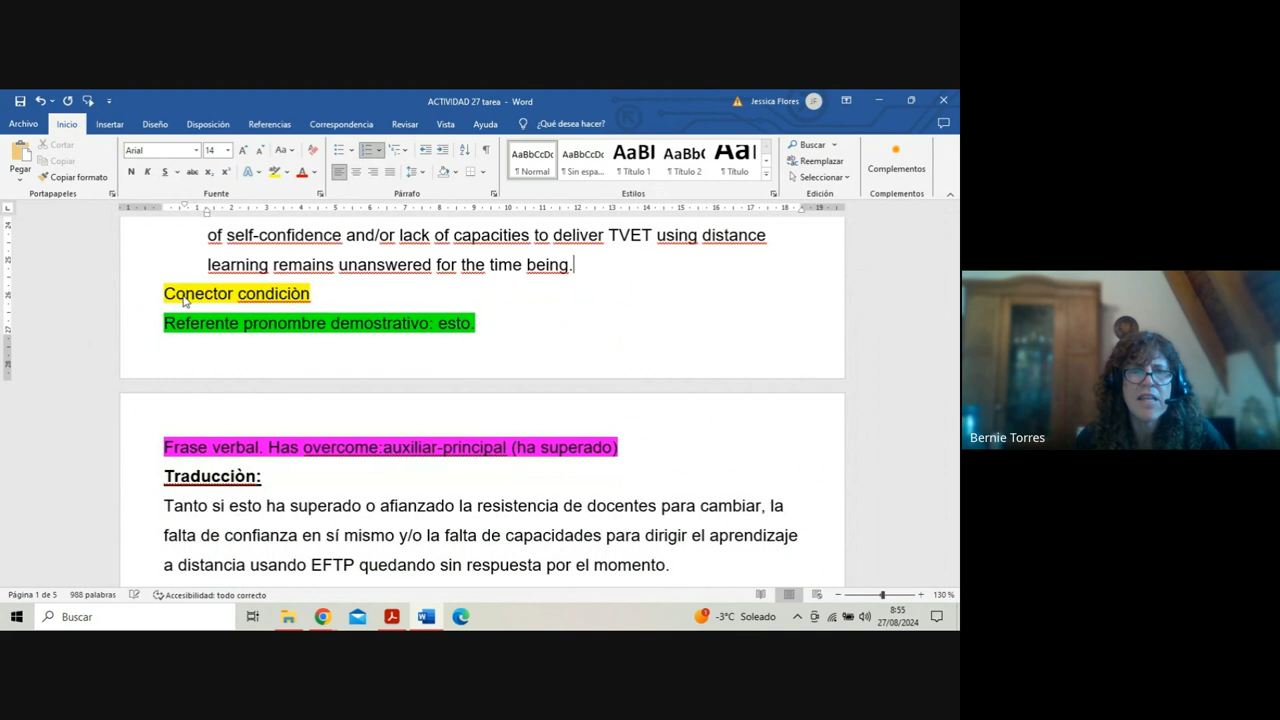 ACTIVIDAD 27 tarea - Word
Jessica Flores JF
Archivo Inicio Insertar Diseño Disposición Referencias Correspondencia Revisar Vista Ayuda ¿Qué desea hacer?
Pegar
Cortar
Copiar
Copiar formato
Portapapeles
Arial 14
Fuente
Párrafo
AaBbCcDc AaBbCcDc AaBl AaBbC AaI
¶ Normal ¶ Sin espa... ¶ Título 1 ¶ Título 2 ¶ Título
Estilos
Buscar
Reemplazar
Seleccionar
Edición
Complementos
Complementos
of self-confidence and/or lack of capacities to deliver TVET using distance
learning remains unanswered for the time being.
Conector condiciòn
Referente pronombre demostrativo: esto.
Frase verbal. Has overcome:auxiliar-principal (ha superado)
Traducciòn:
Tanto si esto ha superado o afianzado la resistencia de docentes para cambiar, la
falta de confianza en sí mismo y/o la falta de capacidades para dirigir el aprendizaje
a distancia usando EFTP quedando sin respuesta por el momento.
Página 1 de 5 988 palabras Accesibilidad: todo correcto 130 %
Buscar
-3°C Soleado
8:55
27/08/2024
Bernie Torres